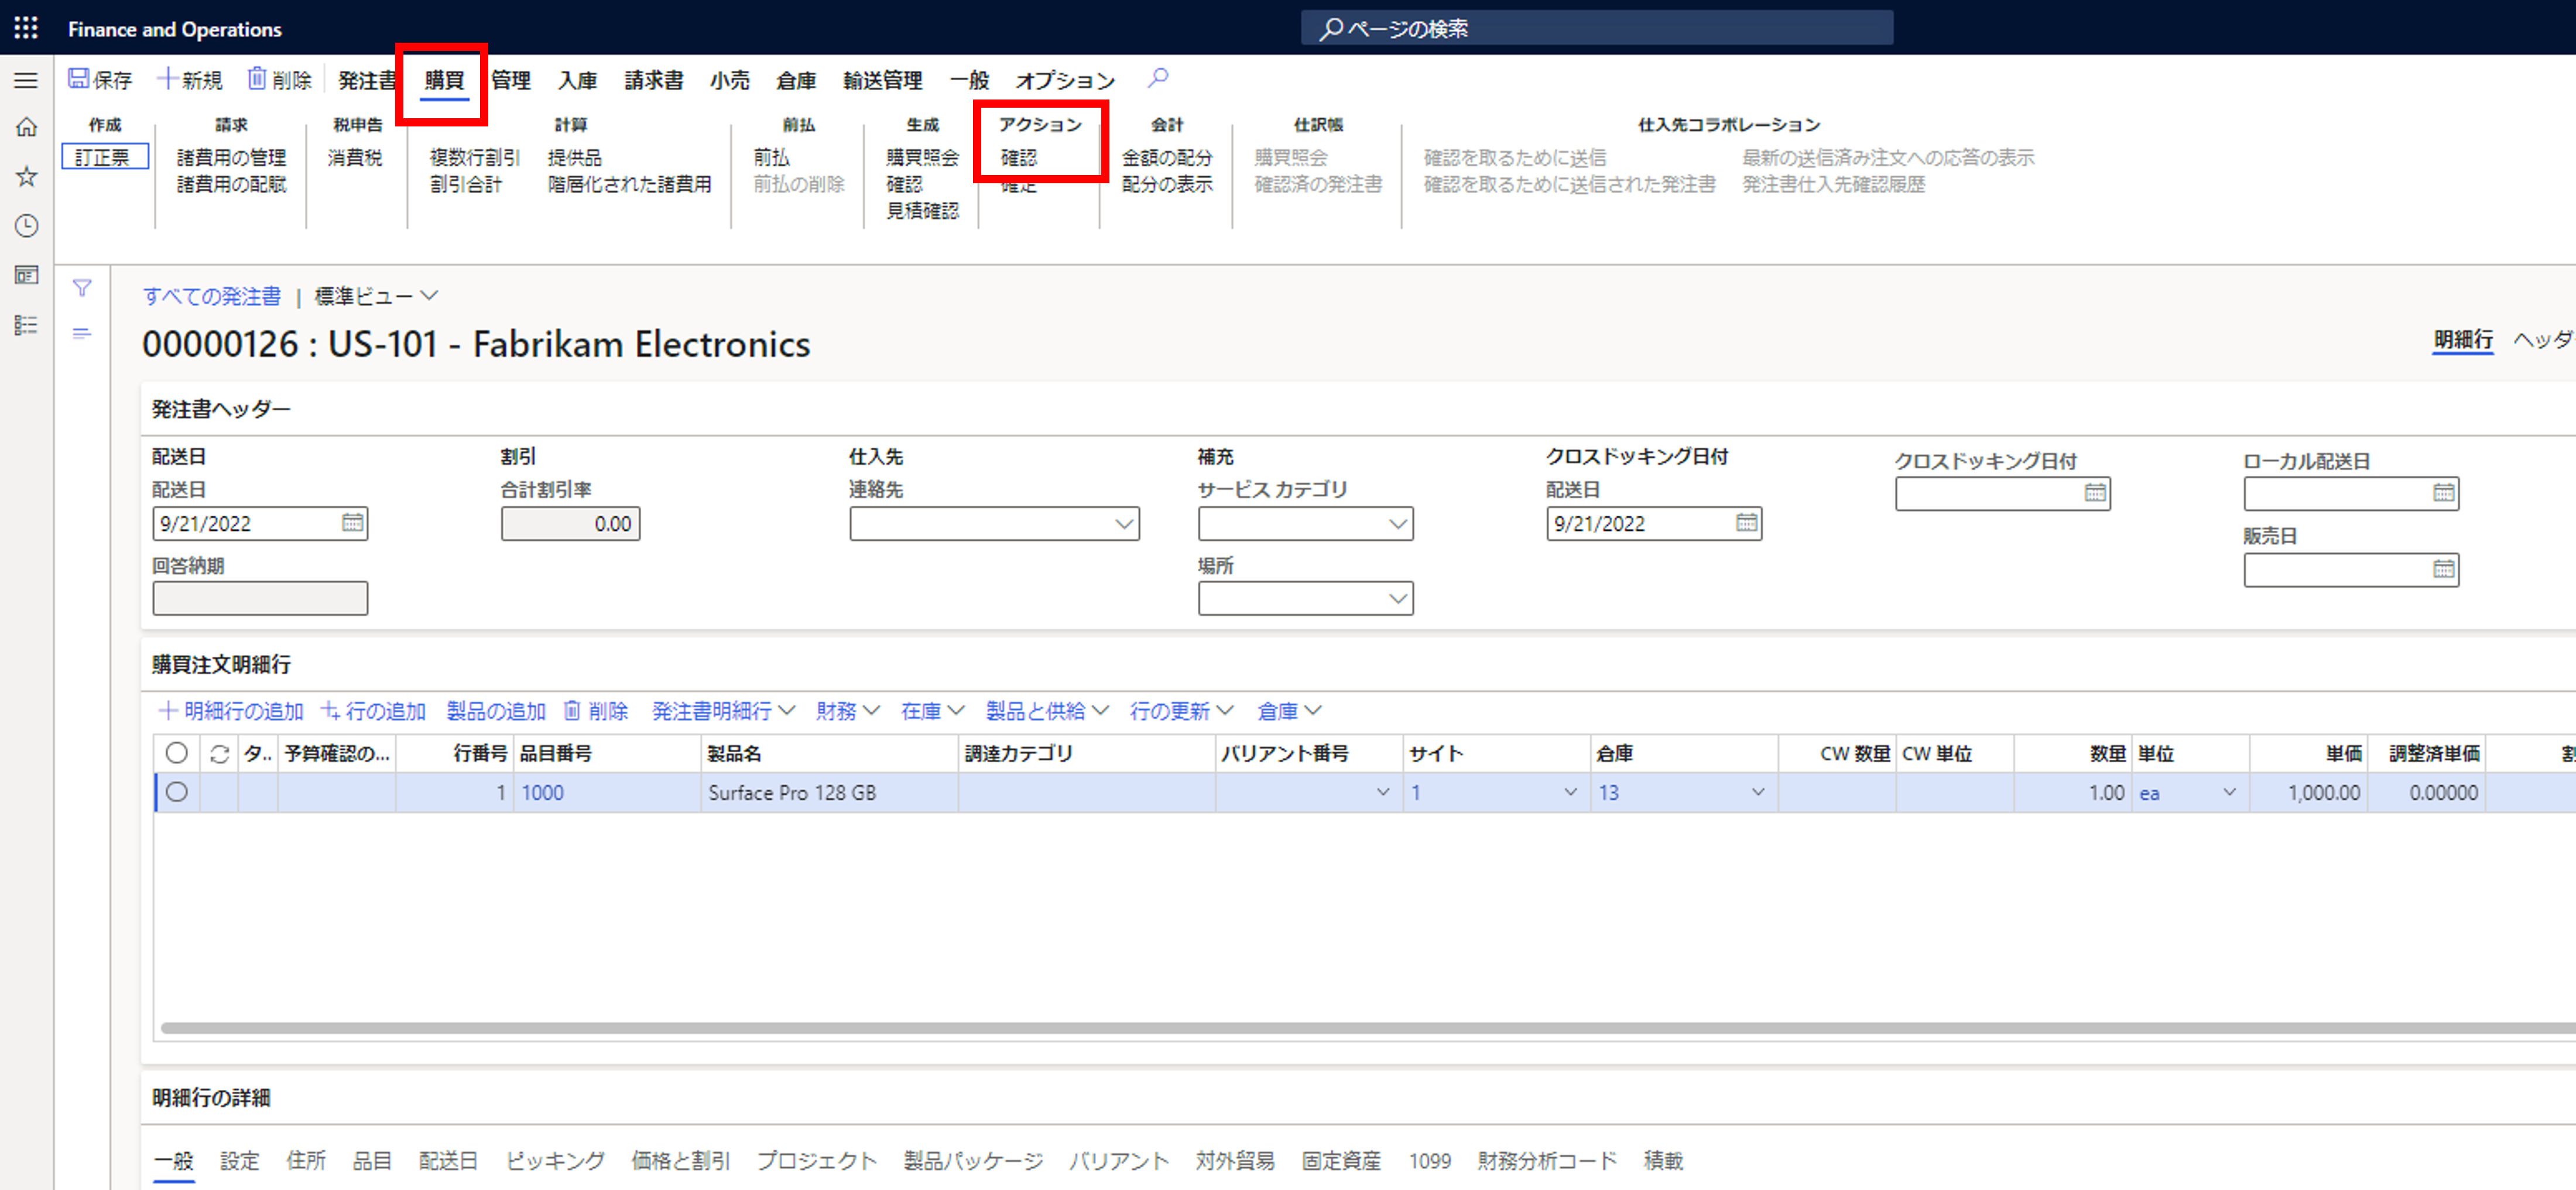 Finance and Operations
ページの検索
保存 新規 削除 発注書 購買 管理 入庫 請求書 小売 倉庫 輸送管理 一般 オプション
作成 請求 税申告 計算 前払 生成 アクション 会計 仕訳帳 仕入先コラボレーション
訂正票 諸費用の管理 消費税 複数行割引 提供品 前払 購買照会 確認 金額の配分 購買照会 確認を取るために送信 最新の送信済み注文への応答の表示
諸費用の配賦 割引合計 階層化された諸費用 前払の削除 確認 確定 配分の表示 確認済の発注書 確認を取るために送信された発注書 発注書仕入先確認履歴
見積確認
すべての発注書 | 標準ビュー
00000126 : US-101 - Fabrikam Electronics
明細行 ヘッダ
発注書ヘッダー
配送日 割引 仕入先 補充 クロスドッキング日付 クロスドッキング日付 ローカル配送日
配送日 合計割引率 連絡先 サービス カテゴリ 配送日
9/21/2022 0.00 9/21/2022
販売日
回答納期 場所
購買注文明細行
明細行の追加 行の追加 製品の追加 削除 発注書明細行 財務 在庫 製品と供給 行の更新 倉庫
タ.. 予算確認の... 行番号 品目番号 製品名 調達カテゴリ バリアント番号 サイト 倉庫 CW 数量 CW 単位 数量 単位 単価 調整済単価
1 1000 Surface Pro 128 GB 1 13 1.00 ea 1,000.00 0.00000
明細行の詳細
一般 設定 住所 品目 配送日 ピッキング 価格と割引 プロジェクト 製品パッケージ バリアント 対外貿易 固定資産 1099 財務分析コード 積載